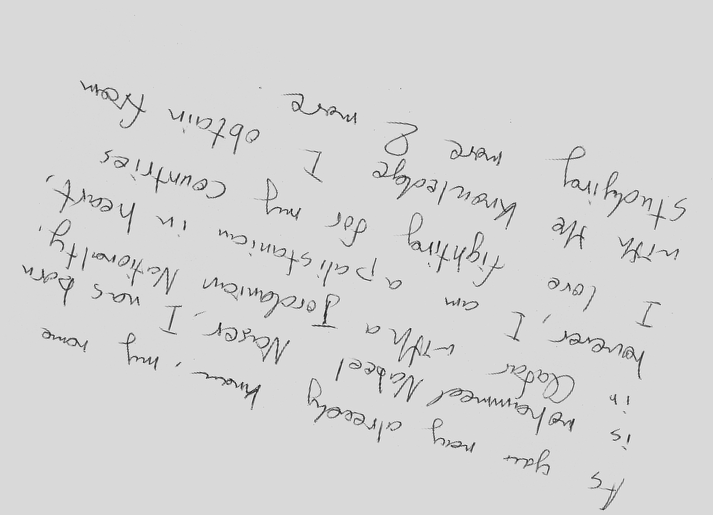 As you may already know, my name
is mohammed Nabeel Naser, I was born
in Qatar with a Jordanian Nationality,
however, I am a palistanian in heart,
I love fighting for my countries
with the knowledge I obtain from
studying more & more